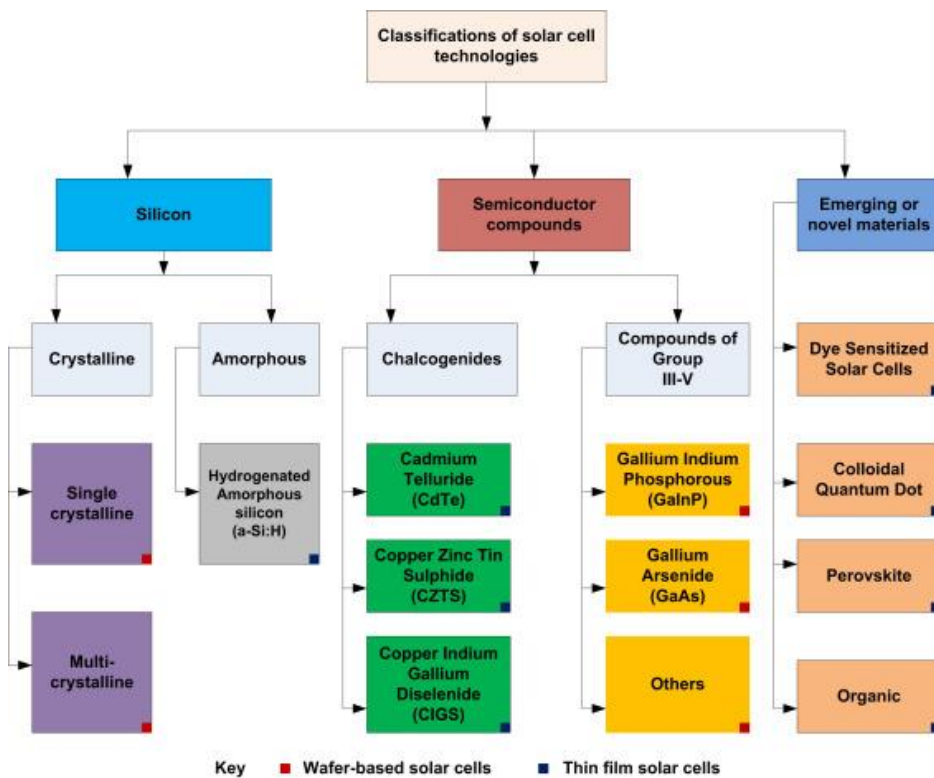 Classifications of solar cell
technologies
Silicon
Semiconductor
compounds
Emerging or
novel materials
Crystalline
Amorphous
Chalcogenides
Compounds of
Group
III-V
Dye Sensitized
Solar Cells
Single
crystalline
Hydrogenated
Amorphous
silicon
(a-Si:H)
Cadmium
Telluride
(CdTe)
Gallium Indium
Phosphorous
(GaInP)
Colloidal
Quantum Dot
Copper Zinc Tin
Sulphide
(CZTS)
Gallium
Arsenide
(GaAs)
Perovskite
Multi-
crystalline
Copper Indium
Gallium
Diselenide
(CIGS)
Others
Organic
Key Wafer-based solar cells Thin film solar cells